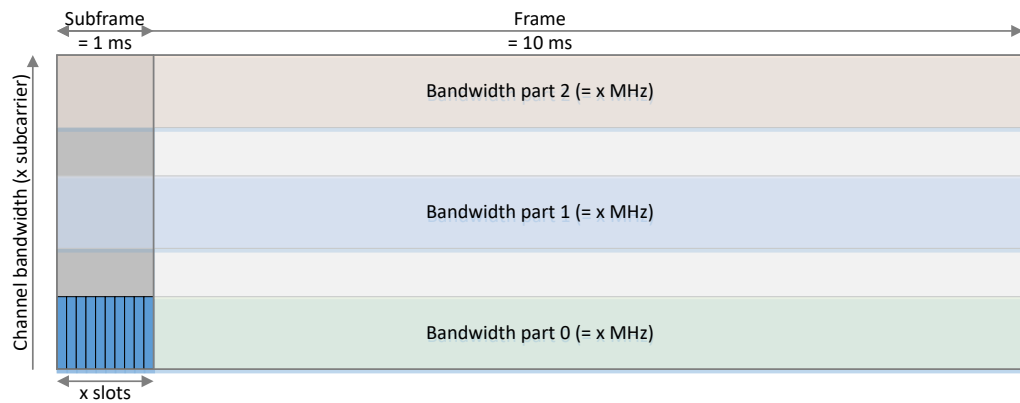 Subframe
= 1 ms
Frame
= 10 ms
Channel bandwidth (x subcarrier)
Bandwidth part 2 (= x MHz)
Bandwidth part 1 (= x MHz)
Bandwidth part 0 (= x MHz)
x slots